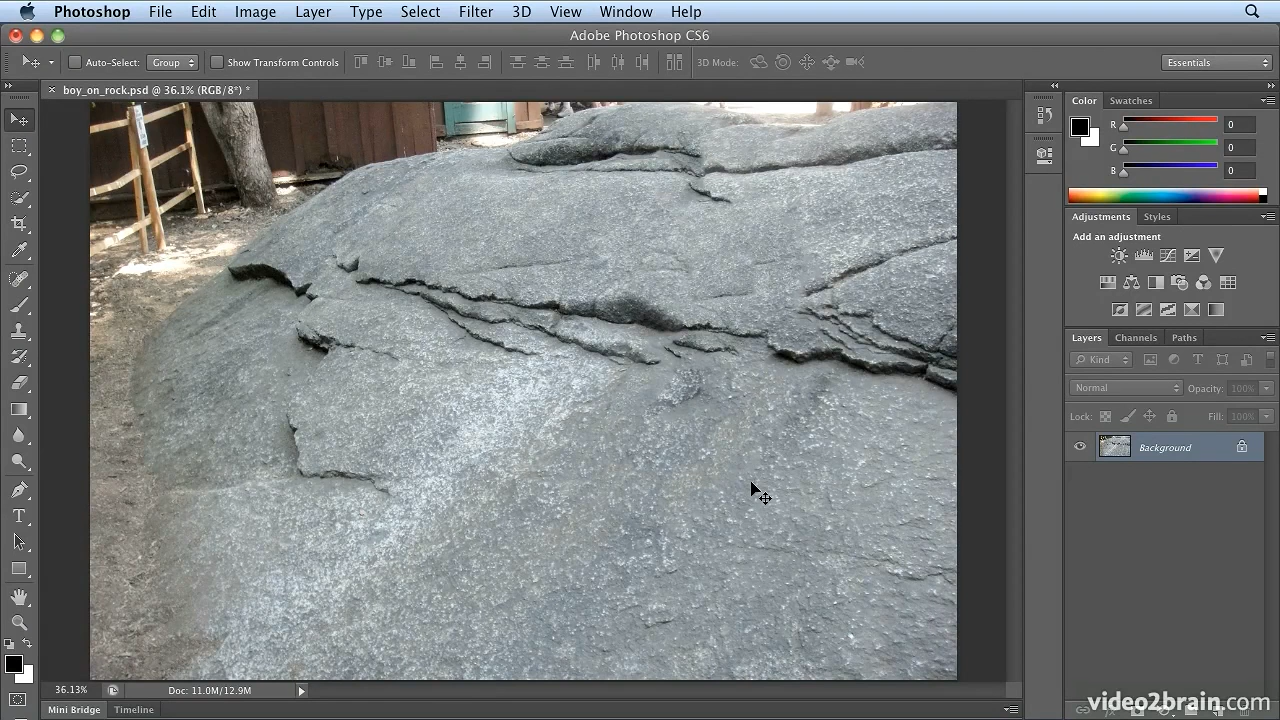 Photoshop File Edit Image Layer Type Select Filter 3D View Window Help
Adobe Photoshop CS6
Auto-Select: Group Show Transform Controls 3D Mode: Essentials
boy_on_rock.psd @ 36.1% (RGB/8*) *
Color Swatches
R 0
G 0
B 0
Adjustments Styles
Add an adjustment
Layers Channels Paths
Kind
Normal Opacity: 100%
Lock: Fill: 100%
Background
36.13% Doc: 11.0M/12.9M
Mini Bridge Timeline
video2brain.com